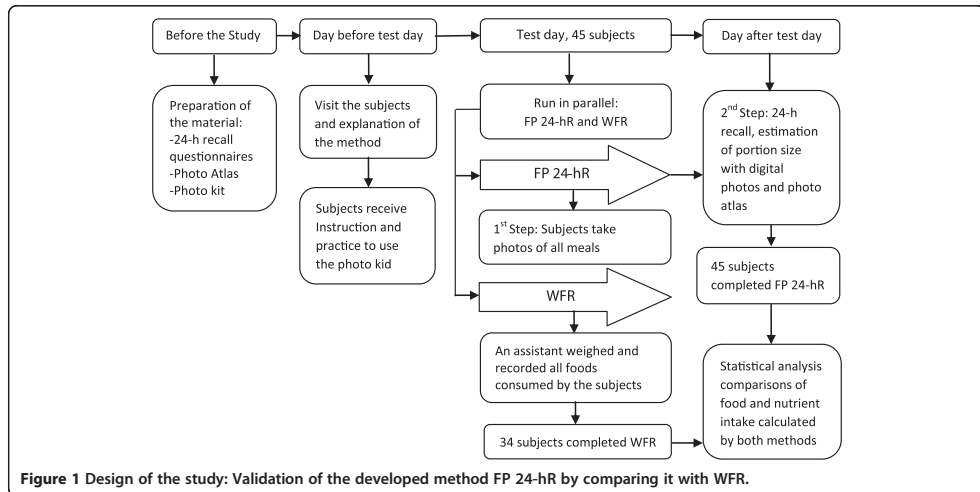 Before the Study
Day before test day
Test day, 45 subjects
Day after test day
Preparation of
the material:
-24-h recall
questionnaires
-Photo Atlas
-Photo kit
Visit the subjects
and explanation of
the method
Subjects receive
Instruction and
practice to use
the photo kid
Run in parallel:
FP 24-hR and WFR
FP 24-hR
1st Step: Subjects take
photos of all meals
WFR
An assistant weighed and
recorded all foods
consumed by the subjects
34 subjects completed WFR
2nd Step: 24-h
recall, estimation
of portion size
with digital
photos and photo
atlas
45 subjects
completed FP 24-hR
Statistical analysis
comparisons of
food and nutrient
intake calculated
by both methods
Figure 1 Design of the study: Validation of the developed method FP 24-hR by comparing it with WFR.